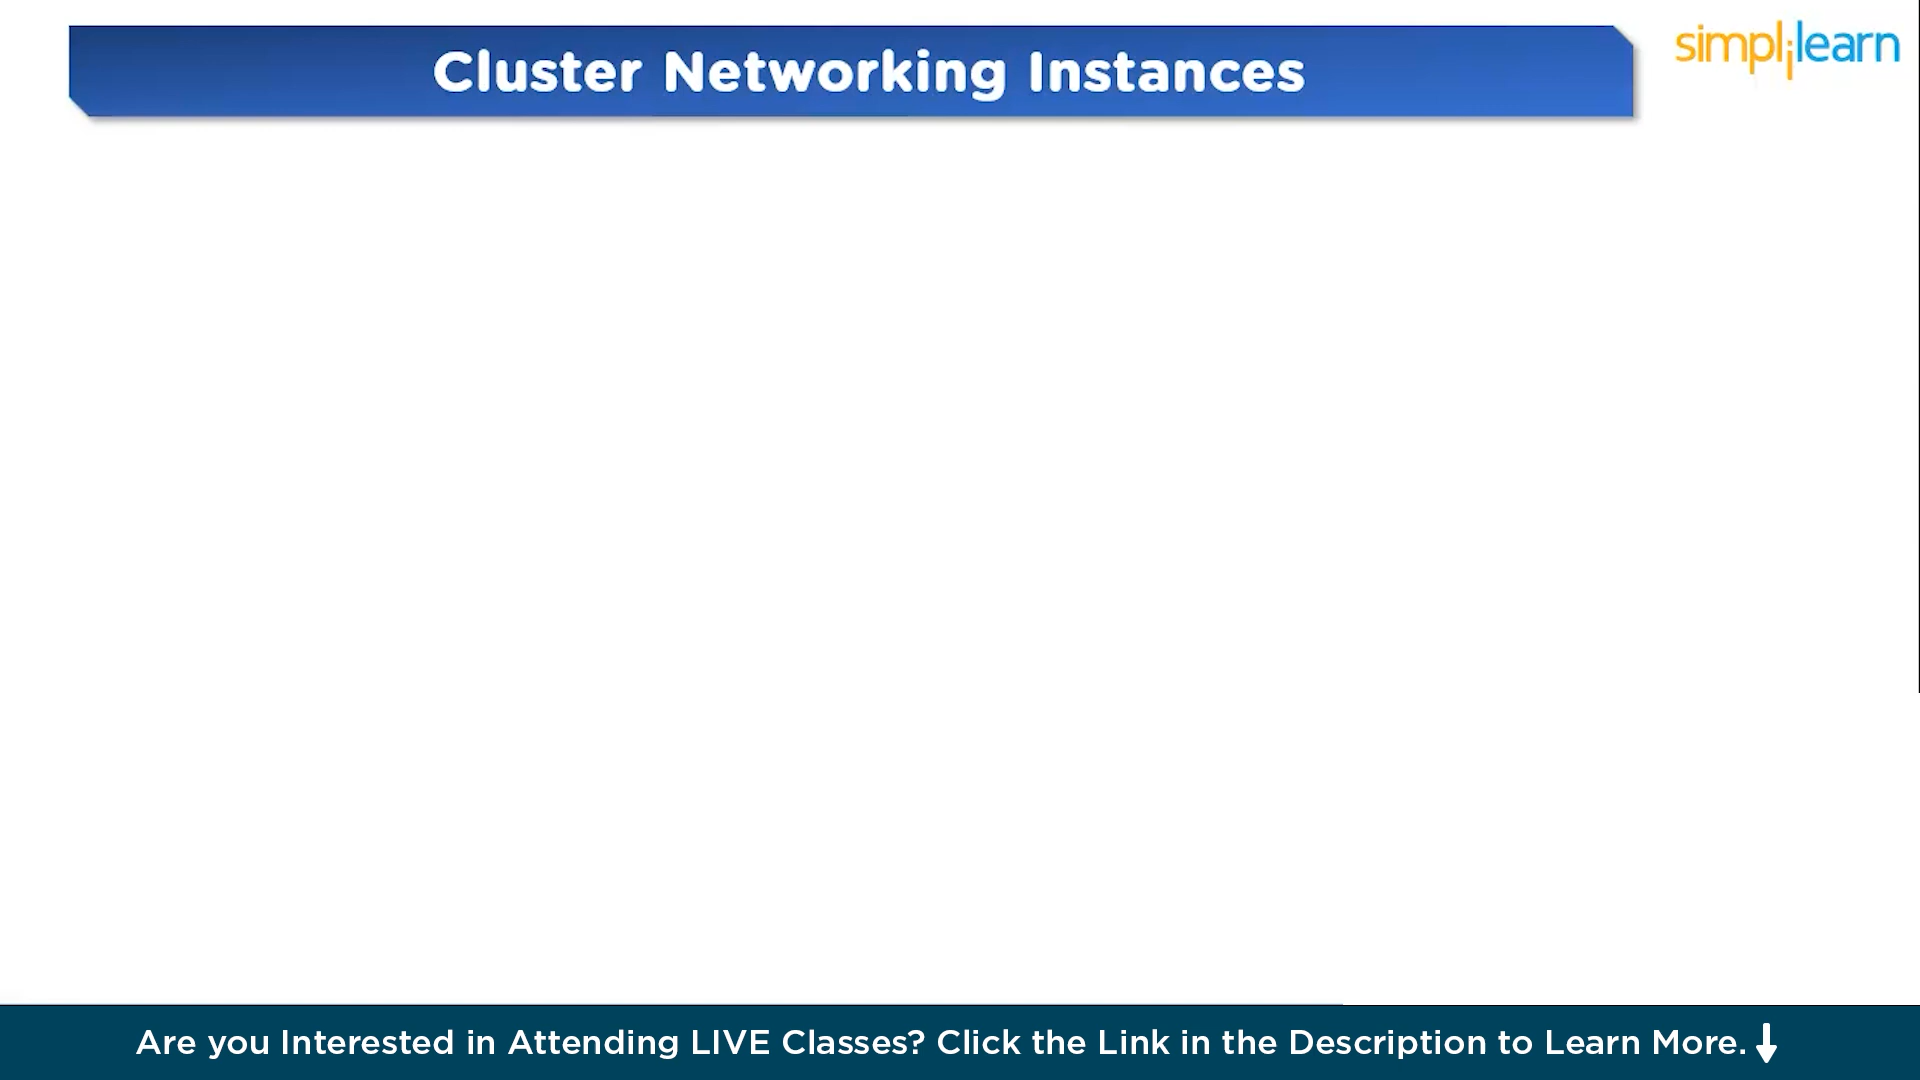 Cluster Networking Instances
simplilearn
Are you Interested in Attending LIVE Classes? Click the Link in the Description to Learn More.